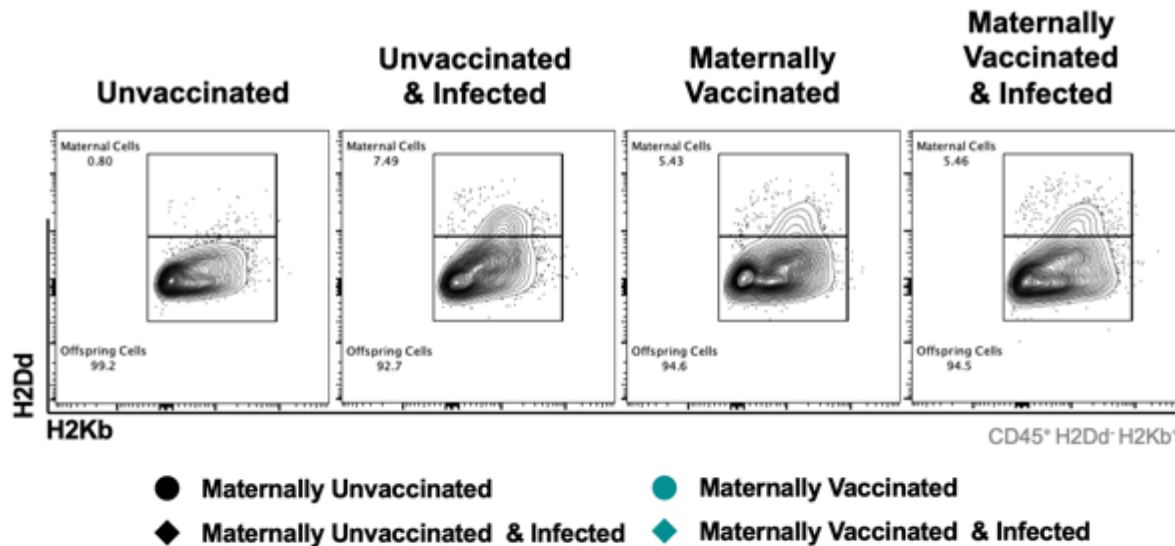 Unvaccinated
Unvaccinated
& Infected
Maternally
Vaccinated
Maternally
Vaccinated
& Infected
Maternal Cells
0.80
Offspring Cells
99.2
Maternal Cells
7.49
Offspring Cells
92.7
Maternal Cells
5.43
Offspring Cells
94.6
Maternal Cells
5.46
Offspring Cells
94.5
H2Dd
H2Kb
CD45⁺ H2Dd⁻ H2Kb⁺
Maternally Unvaccinated
Maternally Vaccinated
Maternally Unvaccinated & Infected
Maternally Vaccinated & Infected